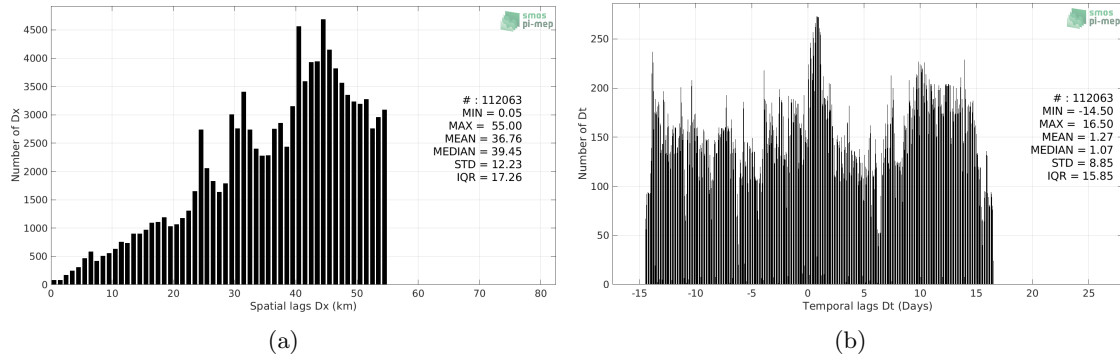 smos
pi-mep
4500
4000
3500
3000
2500
2000
1500
1000
500
0
Number of Dx
# : 112063
MIN = 0.05
MAX = 55.00
MEAN = 36.76
MEDIAN = 39.45
STD = 12.23
IQR = 17.26
0 10 20 30 40 50 60 70 80
Spatial lags Dx (km)
(a)
smos
pi-mep
250
200
150
100
50
0
Number of Dt
# : 112063
MIN = -14.50
MAX = 16.50
MEAN = 1.27
MEDIAN = 1.07
STD = 8.85
IQR = 15.85
-15 -10 -5 0 5 10 15 20 25
Temporal lags Dt (Days)
(b)